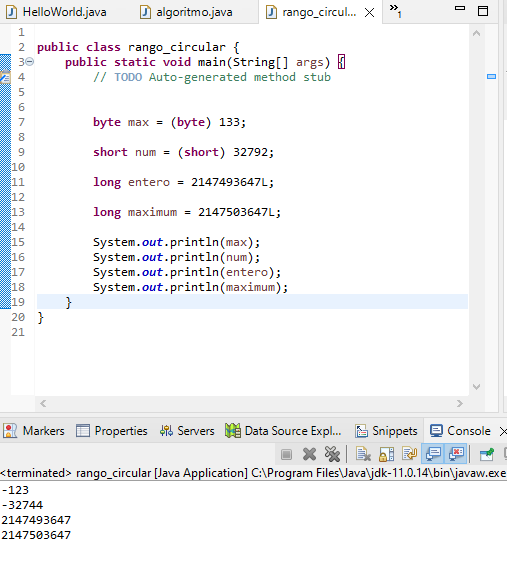 HelloWorld.java algoritmo.java rango_circul... »1
1
2 public class rango_circular {
3 public static void main(String[] args) {
4 // TODO Auto-generated method stub
5
6
7 byte max = (byte) 133;
8
9 short num = (short) 32792;
10
11 long entero = 2147493647L;
12
13 long maximum = 2147503647L;
14
15 System.out.println(max);
16 System.out.println(num);
17 System.out.println(entero);
18 System.out.println(maximum);
19 }
20 }
21
Markers Properties Servers Data Source Expl... Snippets Console
<terminated> rango_circular [Java Application] C:\Program Files\Java\jdk-11.0.14\bin\javaw.exe
-123
-32744
2147493647
2147503647